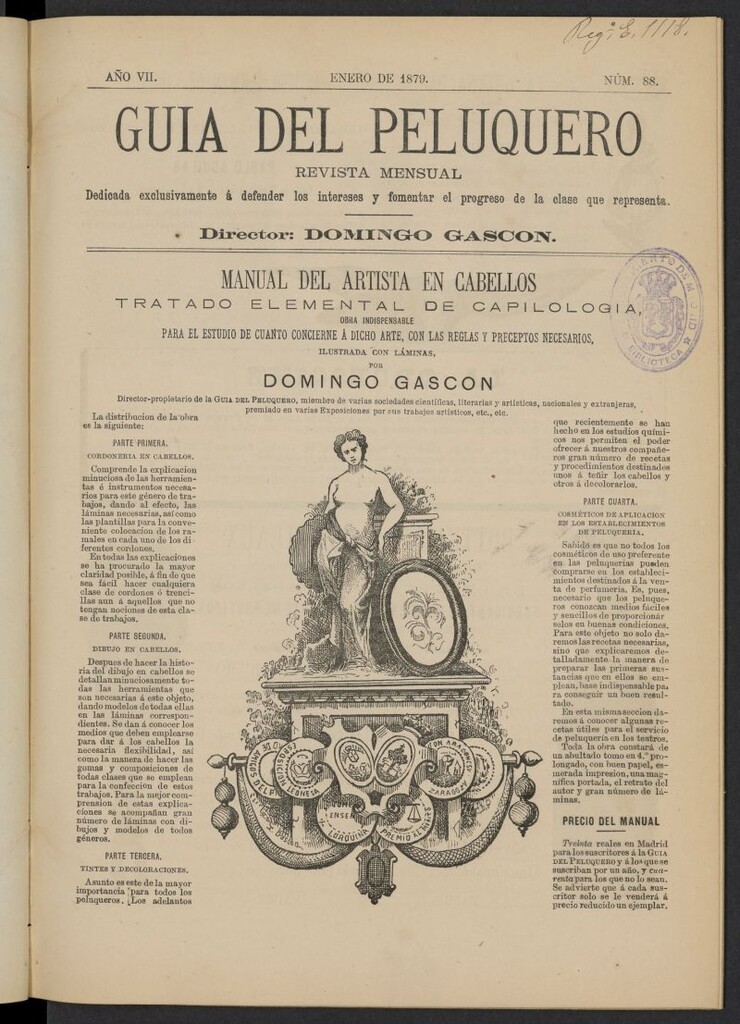 Reg.º E. 1118.
AÑO VII.
ENERO DE 1879.
NÚM. 88.
GUIA DEL PELUQUERO
REVISTA MENSUAL
Dedicada exclusivamente á defender los intereses y fomentar el progreso de la clase que representa.
Director: DOMINGO GASCON.
MANUAL DEL ARTISTA EN CABELLOS
TRATADO ELEMENTAL DE CAPILOLOGIA,
OBRA INDISPENSABLE
PARA EL ESTUDIO DE CUANTO CONCIERNE Á DICHO ARTE, CON LAS REGLAS Y PRECEPTOS NECESARIOS,
ILUSTRADA CON LÁMINAS,
POR
DOMINGO GASCON
Director-propietario de la GUIA DEL PELUQUERO, miembro de varias sociedades científicas, literarias y artísticas, nacionales y extranjeras,
premiado en varias Exposiciones por sus trabajos artísticos, etc., etc.
La distribucion de la obra
es la siguiente:
PARTE PRIMERA.
CORDONERIA EN CABELLOS.
Comprende la explicacion
minuciosa de las herramien-
tas é instrumentos necesa-
rios para este género de tra-
bajos, dando al efecto, las
láminas necesarias, así como
las plantillas para la conve-
niente colocacion de los ra-
males en cada uno de los di
ferentes cordones.
En todas las explicaciones
se ha procurado la mayor
claridad posible, á fin de que
sea fácil hacer cualquiera
clase de cordones ó trenci-
llas aun á aquellos que no
tengan nociones de esta cla-
se de trabajos.
PARTE SEGUNDA.
DIBUJO EN CABELLOS.
Despues de hacer la histo-
ria del dibujo en cabellos se
detallan minuciosamente to-
das las herramientas que
son necesarias á este objeto,
dando modelos de todas ellas
en las láminas correspon-
dientes. Se dan á conocer los
medios que deben emplearse
para dar á los cabellos la
necesaria flexibilidad, así
como la manera de hacer las
gomas y composiciones de
todas clases que se emplean
para la confeccion de estos
trabajos. Para la mejor com-
prension de estas explica-
ciones se acompañan gran
número de láminas con di-
bujos y modelos de todos
géneros.
PARTE TERCERA.
TINTES Y DECOLORACIONES.
Asunto es este de la mayor
importancia para todos los
peluqueros. Los adelantos
que recientemente se han
hecho en los estudios quími-
cos nos permiten el poder
ofrecer á nuestros compañe-
ros gran número de recetas
y procedimientos destinados
unos á teñir los cabellos y
otros á decolorarlos.
PARTE CUARTA.
COSMÉTICOS DE APLICACION
EN LOS ESTABLECIMIENTOS
DE PELUQUERIA.
Sabido es que no todos los
cosméticos de uso preferente
en las peluquerías pueden
comprarse en los estableci-
mientos destinados á la ven-
ta de perfumería. Es, pues,
necesario que los peluque-
ros conozcan medios fáciles
y sencillos de proporcionár
selos en buenas condiciones.
Para este objeto no solo da-
remos las recetas necesarias,
sino que explicaremos de-
talladamente la manera de
preparar las primeras sus-
tancias que en ellos se em-
plean, base indispensable pa-
ra conseguir un buen resul-
tado.
En esta misma seccion da-
remos á conocer algunas re-
cetas útiles para el servicio
de peluquería en los teatros.
Toda la obra constará de
un abultado tomo en 4.º pro-
longado, con buen papel, es-
merada impresion, una mag-
nífica portada, el retrato del
autor y gran número de lá-
minas.
PRECIO DEL MANUAL
Treinta reales en Madrid
para los suscritores á la GUIA
DEL PELUQUERO y á los que se
suscriban por un año, y cua-
renta para los que no lo sean.
Se advierte que á cada sus-
critor solo se le venderá á
precio reducido un ejemplar.
BIBLIOTECA
ZARAGOZA
PREMIO